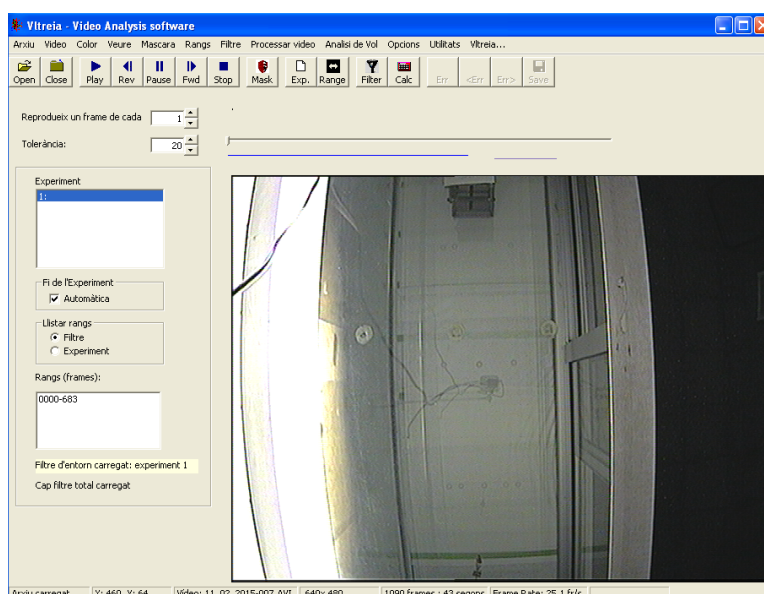 VItreia - Video Analysis software
Arxiu Video Color Veure Mascara Rangs Filtre Processar video Analisi de Vol Opcions Utilitats Vitreia...
Open Close Play Rev Pause Fwd Stop Mask Exp. Range Filter Calc Err <Err Err> Save
Reprodueix un frame de cada 1
Tolerància: 20
Experiment
1:
Fi de l'Experiment
Automàtica
Llistar rangs
Filtre
Experiment
Rangs (frames):
0000-683
Filtre d'entorn carregat: experiment 1
Cap filtre total carregat
Arxiu carregat X: 460, Y: 64 Vídeo: 11_02_2015-007.AVI 640x480 1090 frames : 43 segons Frame Rate: 25.1 fr/s